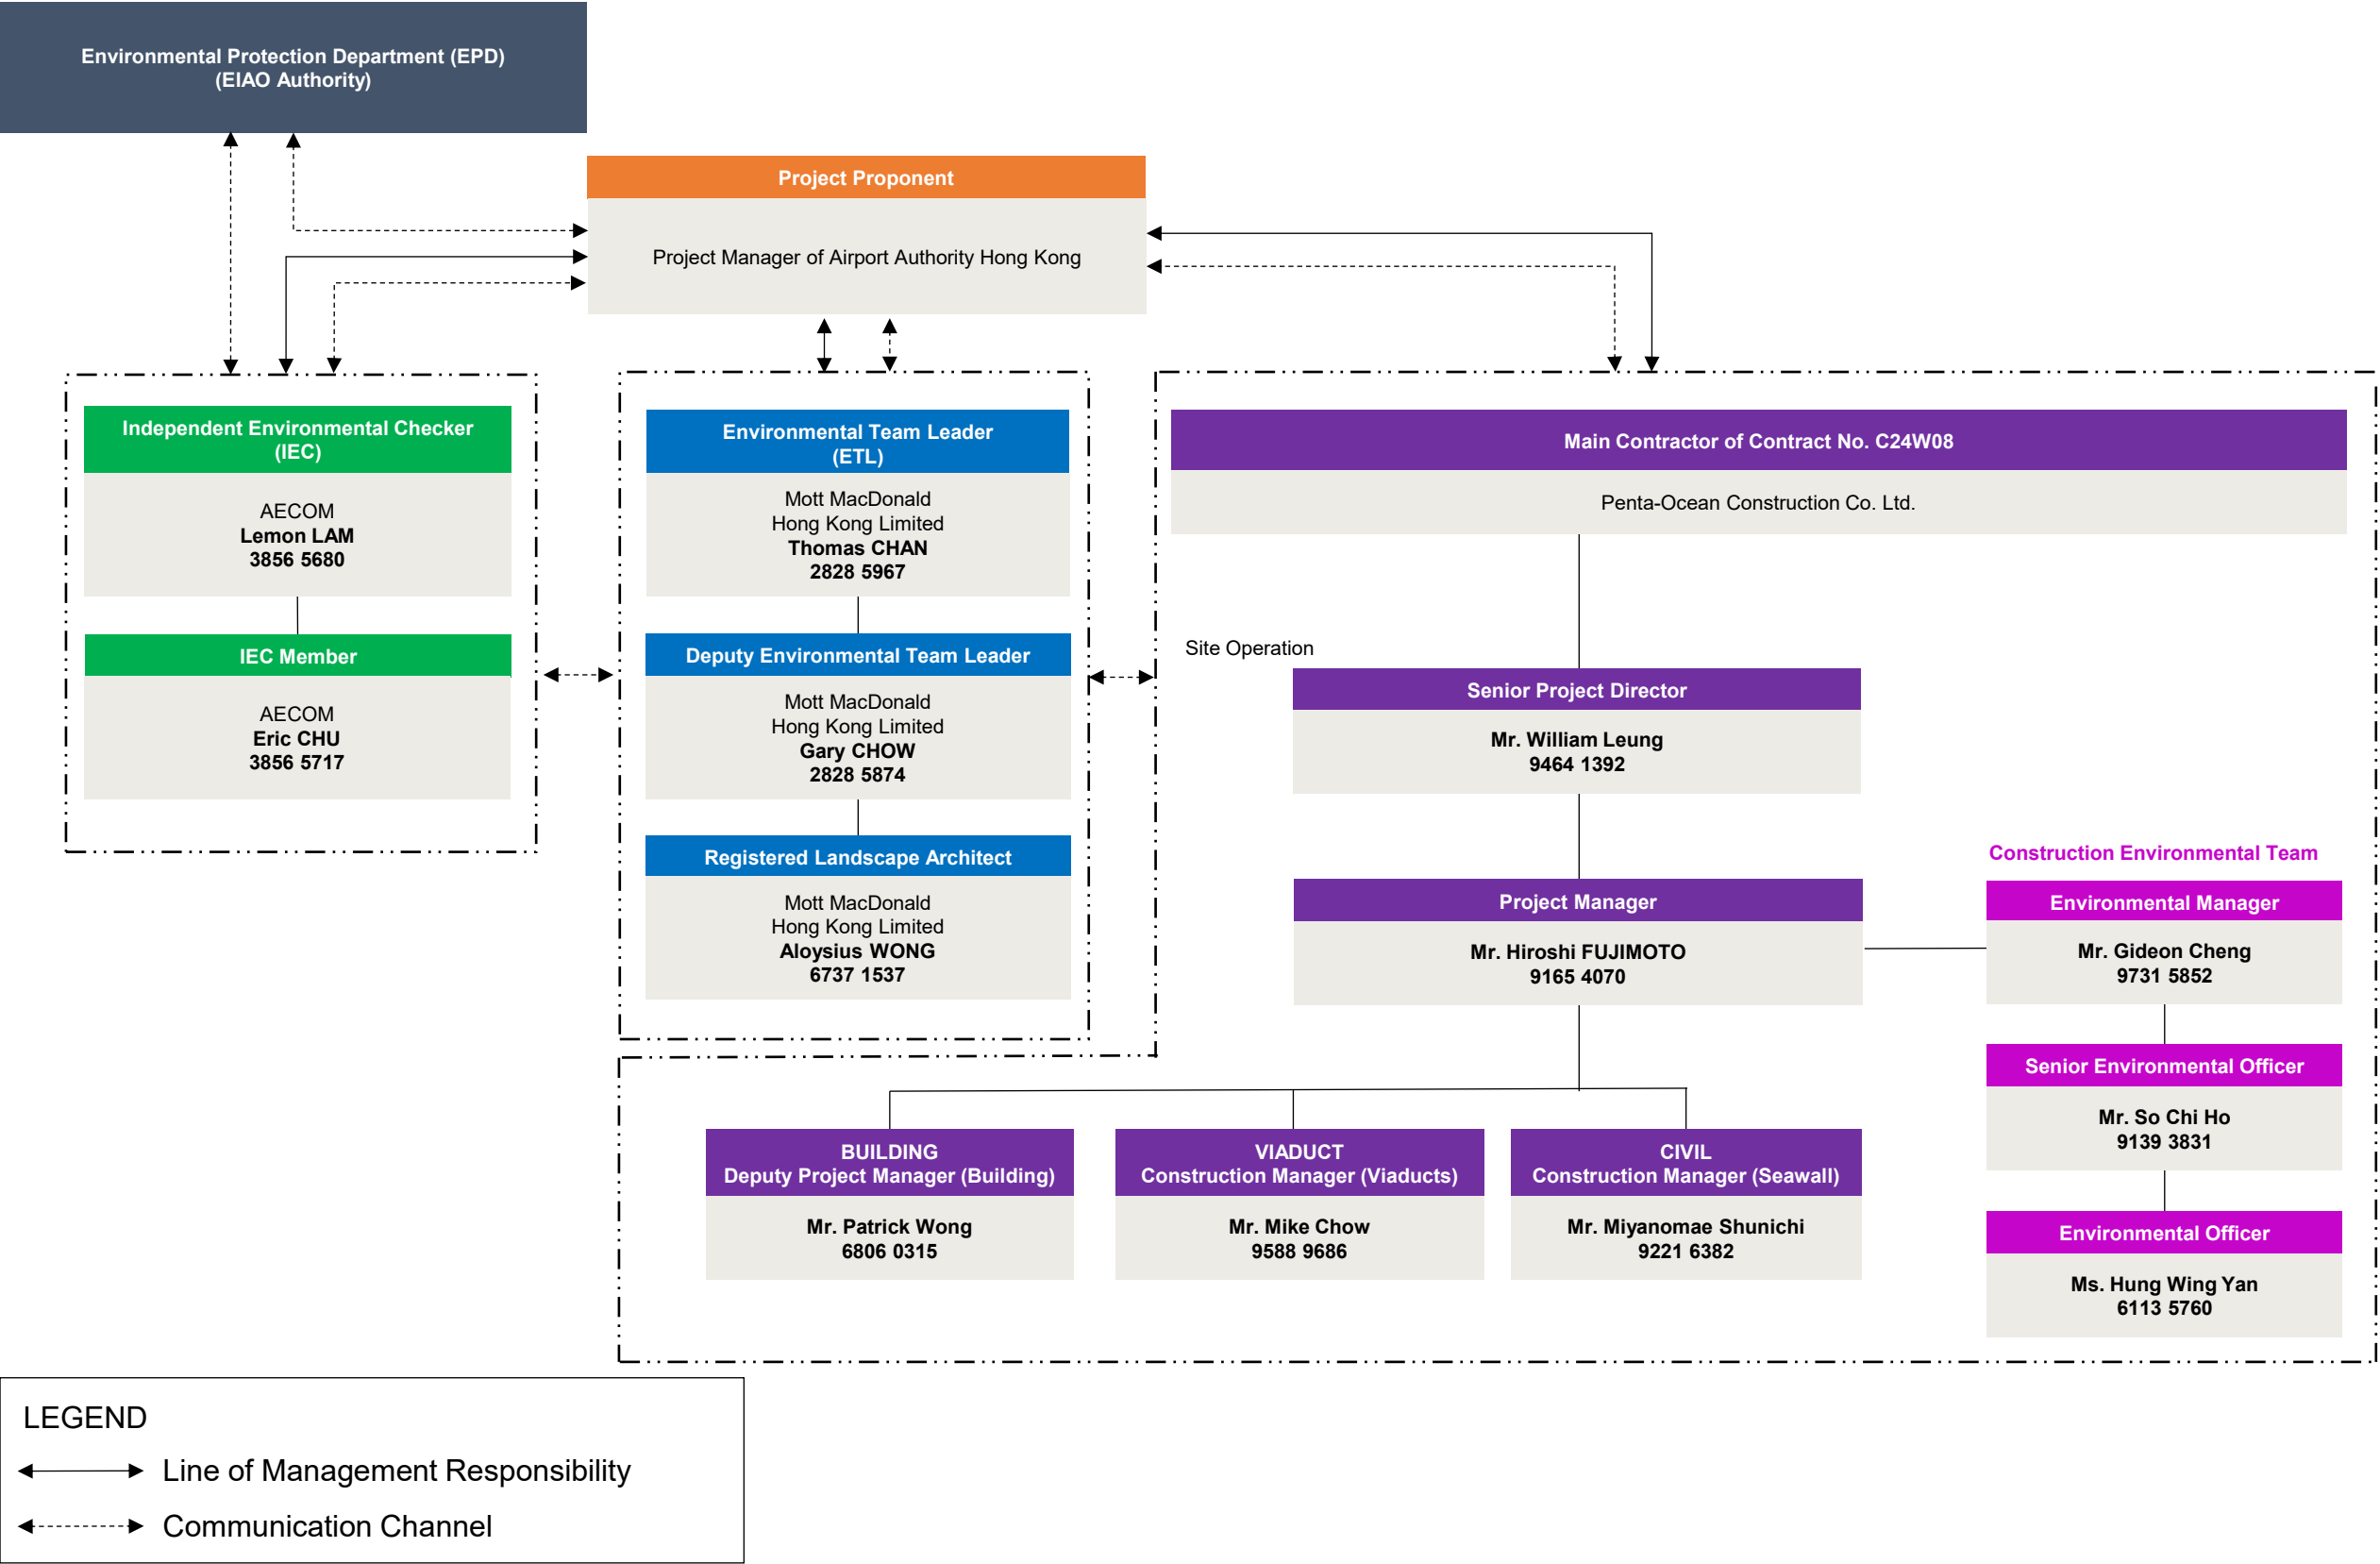 Environmental Protection Department (EPD)
(EIAO Authority)
Project Proponent
Project Manager of Airport Authority Hong Kong
Independent Environmental Checker
(IEC)
AECOM
Lemon LAM
3856 5680
IEC Member
AECOM
Eric CHU
3856 5717
Environmental Team Leader
(ETL)
Mott MacDonald
Hong Kong Limited
Thomas CHAN
2828 5967
Deputy Environmental Team Leader
Mott MacDonald
Hong Kong Limited
Gary CHOW
2828 5874
Registered Landscape Architect
Mott MacDonald
Hong Kong Limited
Aloysius WONG
6737 1537
Main Contractor of Contract No. C24W08
Penta-Ocean Construction Co. Ltd.
Site Operation
Senior Project Director
Mr. William Leung
9464 1392
Project Manager
Mr. Hiroshi FUJIMOTO
9165 4070
Construction Environmental Team
Environmental Manager
Mr. Gideon Cheng
9731 5852
Senior Environmental Officer
Mr. So Chi Ho
9139 3831
Environmental Officer
Ms. Hung Wing Yan
6113 5760
BUILDING
Deputy Project Manager (Building)
Mr. Patrick Wong
6806 0315
VIADUCT
Construction Manager (Viaducts)
Mr. Mike Chow
9588 9686
CIVIL
Construction Manager (Seawall)
Mr. Miyanomae Shunichi
9221 6382
LEGEND
Line of Management Responsibility
Communication Channel